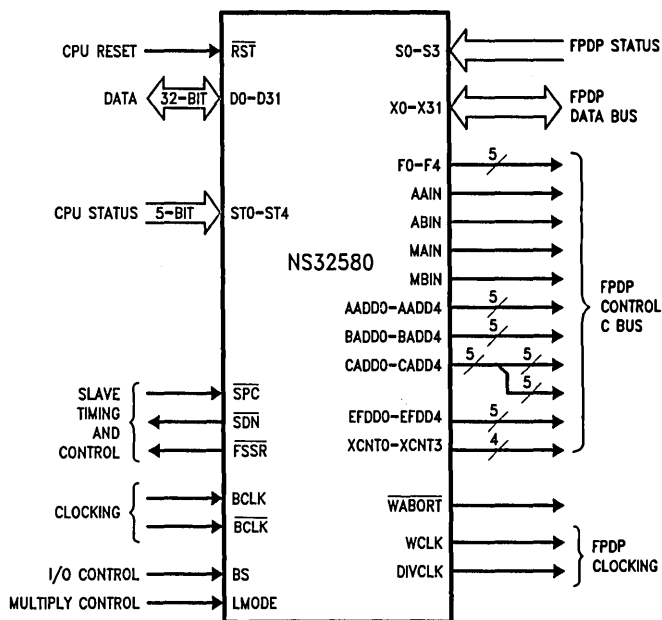 CPU RESET RST S0-S3 FPDP STATUS
DATA 32-BIT D0-D31 X0-X31 FPDP
DATA BUS
F0-F4 5
AAIN
CPU STATUS 5-BIT ST0-ST4 ABIN
MAIN
NS32580 MBIN
FPDP
CONTROL
C BUS
AADD0-AADD4 5
BADD0-BADD4 5
CADD0-CADD4 5 5
5
SLAVE
TIMING
AND
CONTROL
SPC
SDN
FSSR
EFDD0-EFDD4 5
XCNT0-XCNT3 4
CLOCKING BCLK
BCLK
WABORT
WCLK
DIVCLK
FPDP
CLOCKING
I/O CONTROL BS
MULTIPLY CONTROL LMODE